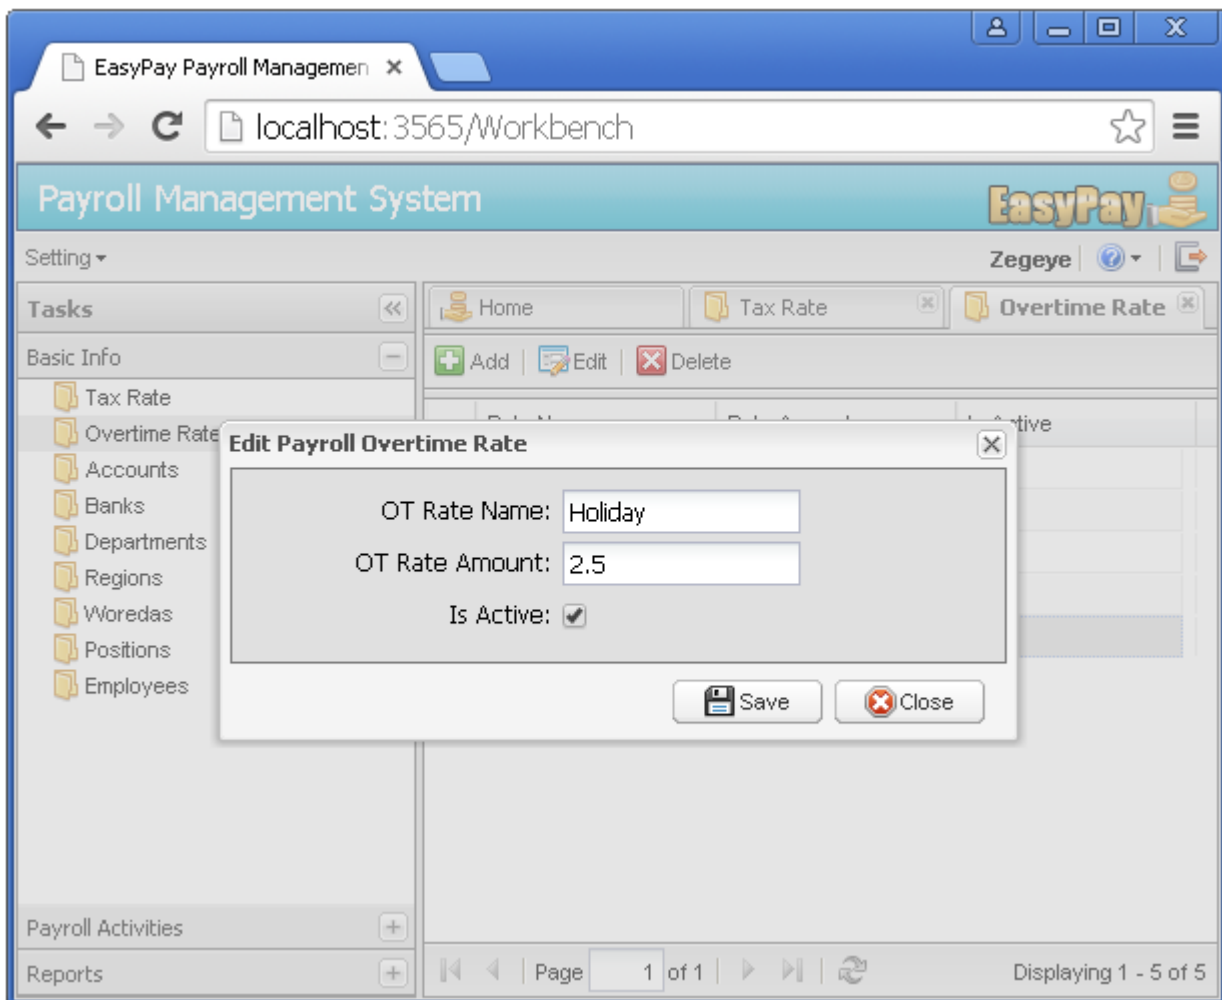 EasyPay Payroll Managemen
localhost:3565/Workbench
Payroll Management System
EasyPay
Setting
Zegeye
Tasks
Home
Tax Rate
Overtime Rate
Basic Info
Add
Edit
Delete
Tax Rate
Overtime Rate
Accounts
Banks
Departments
Regions
Woredas
Positions
Employees
Edit Payroll Overtime Rate
OT Rate Name: Holiday
OT Rate Amount: 2.5
Is Active:
Save
Close
Payroll Activities
Reports
Page 1 of 1
Displaying 1 - 5 of 5